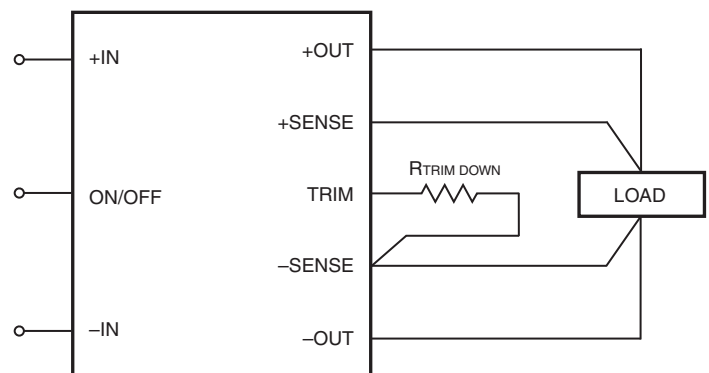 +IN
ON/OFF
–IN
+OUT
+SENSE
TRIM
–SENSE
–OUT
RTRIM DOWN
LOAD